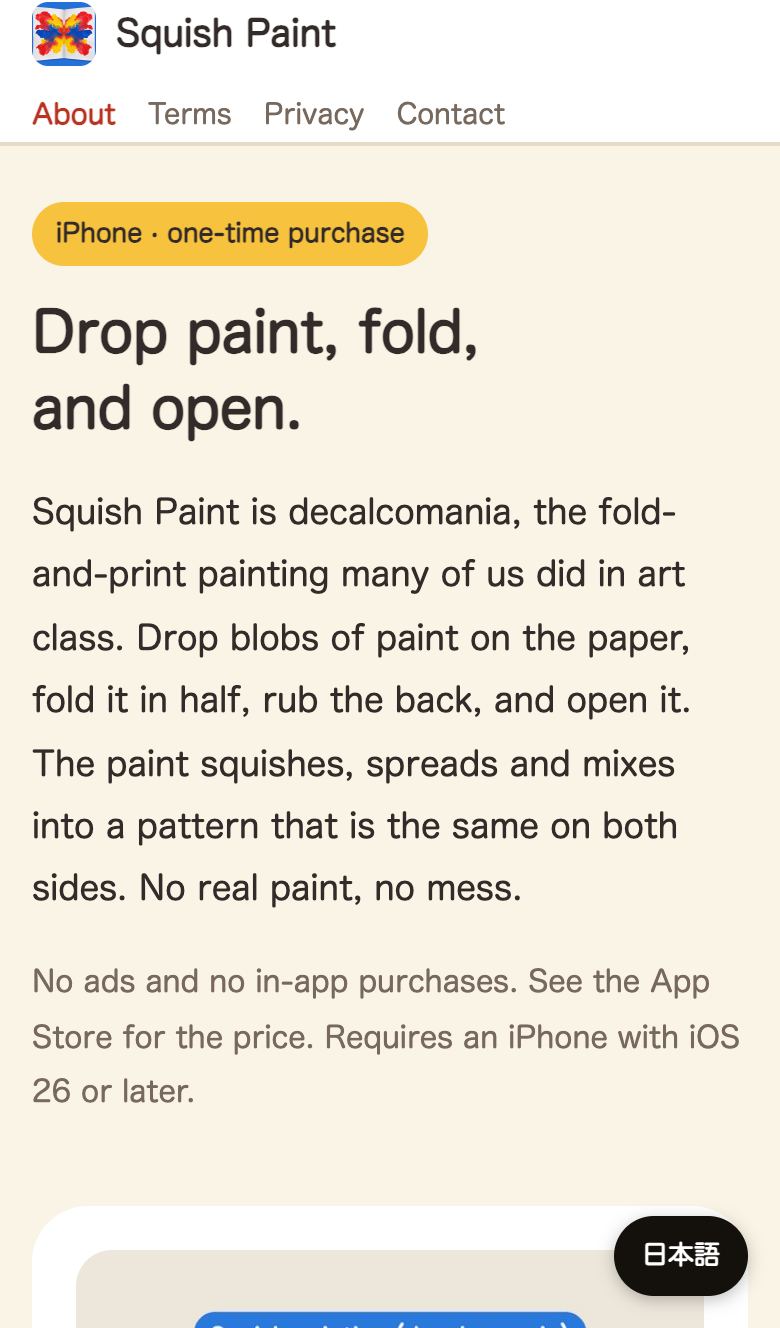 Squish Paint
About Terms Privacy Contact
iPhone · one-time purchase
Drop paint, fold,
and open.
Squish Paint is decalcomania, the fold-
and-print painting many of us did in art
class. Drop blobs of paint on the paper,
fold it in half, rub the back, and open it.
The paint squishes, spreads and mixes
into a pattern that is the same on both
sides. No real paint, no mess.
No ads and no in-app purchases. See the App
Store for the price. Requires an iPhone with iOS
26 or later.
日本語